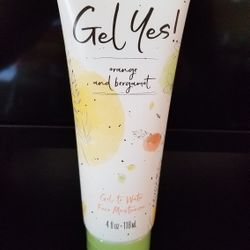 Gel Yes!
orange
and bergamot
Gel to Water
Face Moisturizer
4 fl oz - 118 mL